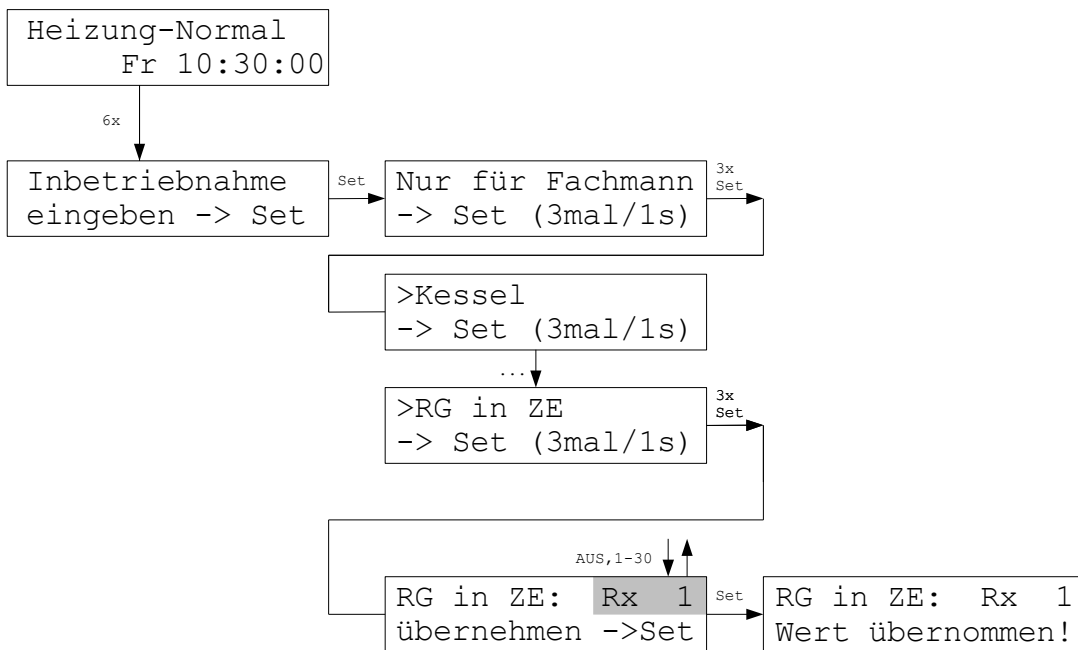 Heizung-Normal
Fr 10:30:00
6x
Inbetriebnahme
eingeben -> Set
Set
Nur für Fachmann
-> Set (3mal/1s)
3x
Set
>Kessel
-> Set (3mal/1s)
...
>RG in ZE
-> Set (3mal/1s)
3x
Set
AUS,1-30
RG in ZE: Rx 1
übernehmen ->Set
Set
RG in ZE: Rx 1
Wert übernommen!